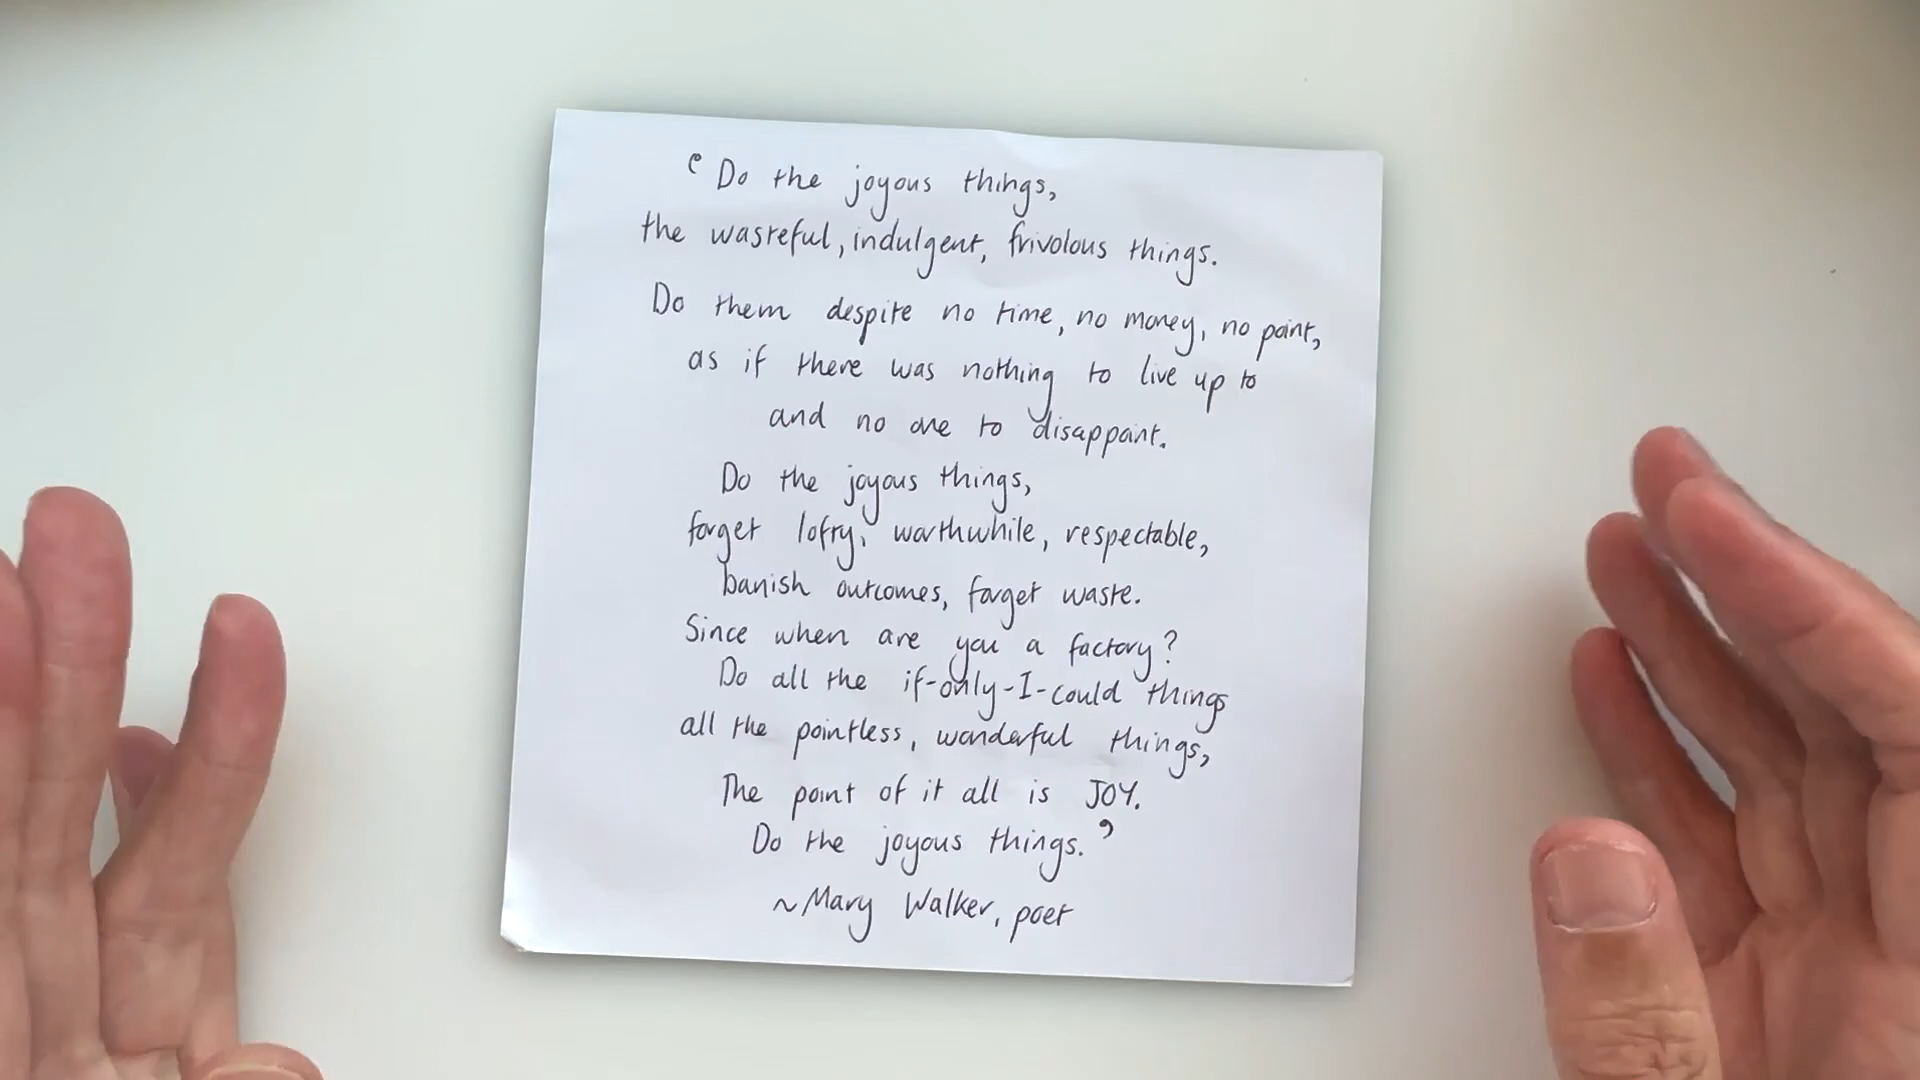 ‘Do the joyous things,
the wasteful, indulgent, frivolous things.
Do them despite no time, no money, no point,
as if there was nothing to live up to
and no one to disappoint.
Do the joyous things,
forget lofty, worthwhile, respectable,
banish outcomes, forget waste.
Since when are you a factory?
Do all the if-only-I-could things
all the pointless, wonderful things,
The point of it all is JOY.
Do the joyous things.’
~Mary Walker, poet